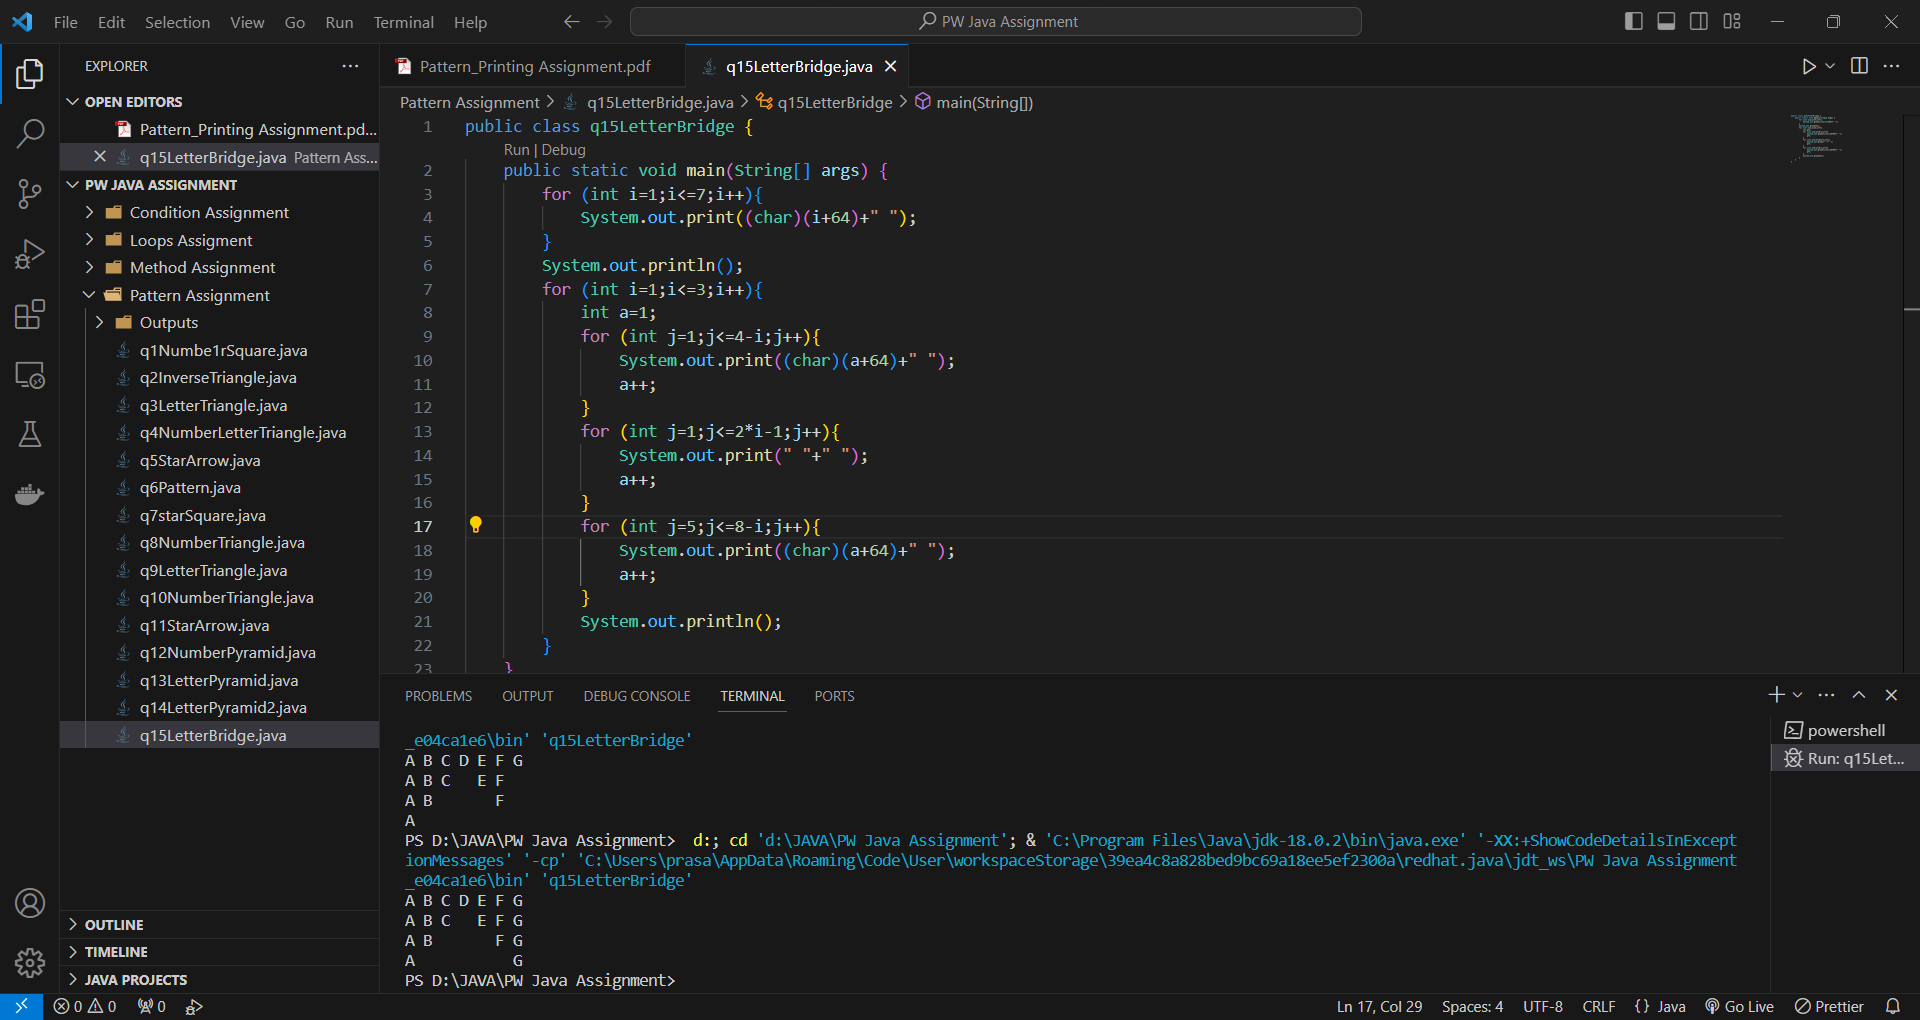 File Edit Selection View Go Run Terminal Help
PW Java Assignment
EXPLORER
OPEN EDITORS
Pattern_Printing Assignment.pd...
q15LetterBridge.java Pattern Ass...
PW JAVA ASSIGNMENT
Condition Assignment
Loops Assigment
Method Assignment
Pattern Assignment
Outputs
q1Numbe1rSquare.java
q2InverseTriangle.java
q3LetterTriangle.java
q4NumberLetterTriangle.java
q5StarArrow.java
q6Pattern.java
q7starSquare.java
q8NumberTriangle.java
q9LetterTriangle.java
q10NumberTriangle.java
q11StarArrow.java
q12NumberPyramid.java
q13LetterPyramid.java
q14LetterPyramid2.java
q15LetterBridge.java
OUTLINE
TIMELINE
JAVA PROJECTS
Pattern_Printing Assignment.pdf
q15LetterBridge.java
Pattern Assignment > q15LetterBridge.java > q15LetterBridge > main(String[])
1 public class q15LetterBridge {
Run | Debug
2 public static void main(String[] args) {
3 for (int i=1;i<=7;i++){
4 System.out.print((char)(i+64)+" ");
5 }
6 System.out.println();
7 for (int i=1;i<=3;i++){
8 int a=1;
9 for (int j=1;j<=4-i;j++){
10 System.out.print((char)(a+64)+" ");
11 a++;
12 }
13 for (int j=1;j<=2*i-1;j++){
14 System.out.print(" "+" ");
15 a++;
16 }
17 for (int j=5;j<=8-i;j++){
18 System.out.print((char)(a+64)+" ");
19 a++;
20 }
21 System.out.println();
22 }
23 }
PROBLEMS OUTPUT DEBUG CONSOLE TERMINAL PORTS
_e04ca1e6\bin' 'q15LetterBridge'
A B C D E F G
A B C   E F
A B       F
A
PS D:\JAVA\PW Java Assignment>  d:; cd 'd:\JAVA\PW Java Assignment'; & 'C:\Program Files\Java\jdk-18.0.2\bin\java.exe' '-XX:+ShowCodeDetailsInExcept
ionMessages' '-cp' 'C:\Users\prasa\AppData\Roaming\Code\User\workspaceStorage\39ea4c8a828bed9bc69a18ee5ef2300a\redhat.java\jdt_ws\PW Java Assignment
_e04ca1e6\bin' 'q15LetterBridge'
A B C D E F G
A B C   E F G
A B       F G
A           G
PS D:\JAVA\PW Java Assignment>
powershell
Run: q15Let...
0 0 0
Ln 17, Col 29 Spaces: 4 UTF-8 CRLF {} Java Go Live Prettier